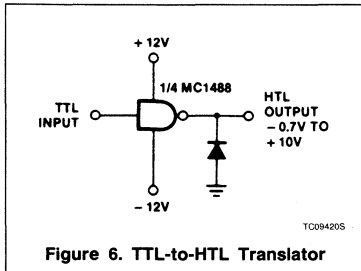 + 12V
1/4 MC1488
TTL
INPUT
HTL
OUTPUT
– 0.7V TO
+ 10V
– 12V
TC09420S
Figure 6. TTL-to-HTL Translator